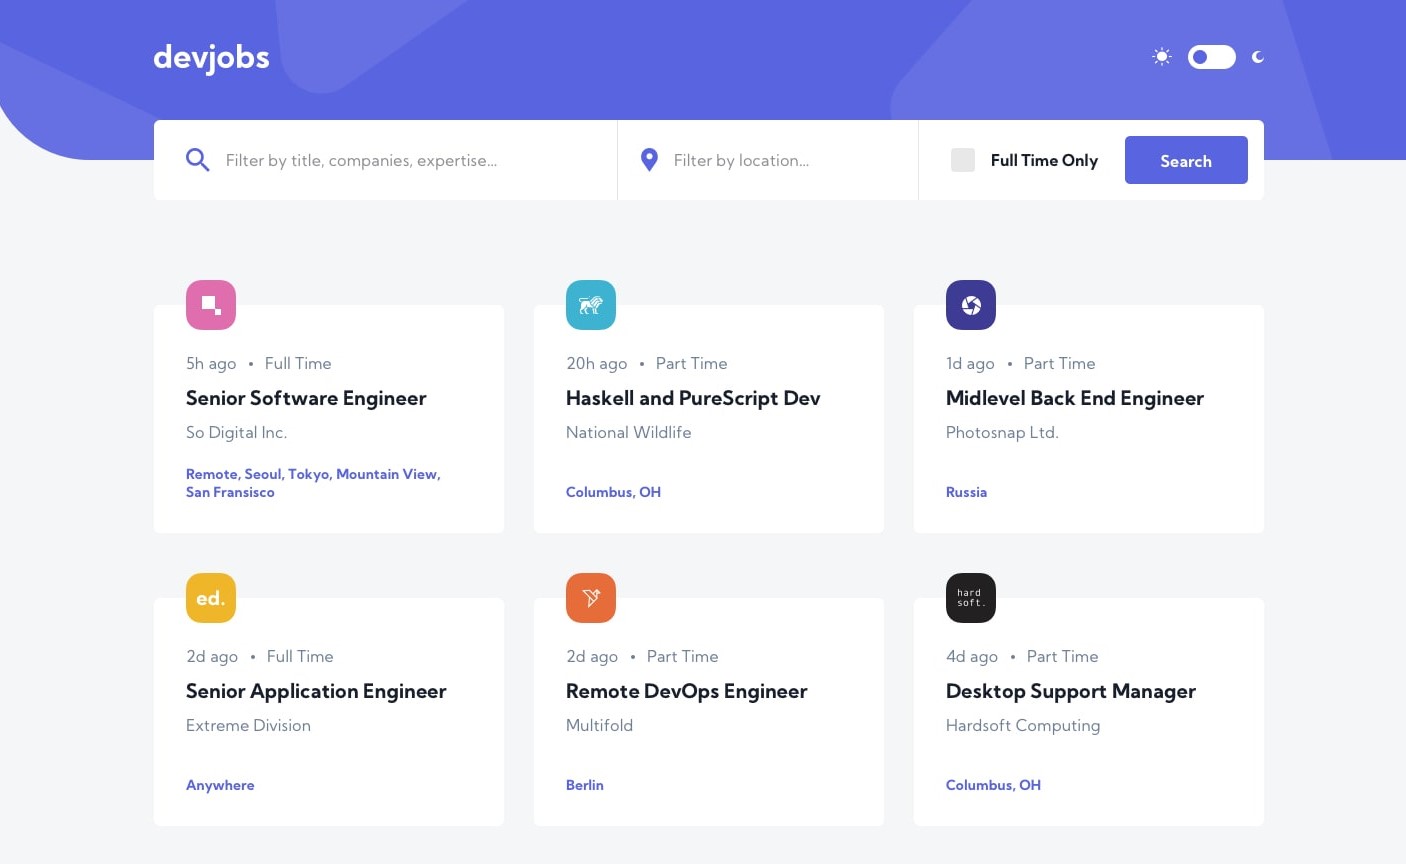 devjobs
Filter by title, companies, expertise...
Filter by location...
Full Time Only
Search
5h ago • Full Time
Senior Software Engineer
So Digital Inc.
Remote, Seoul, Tokyo, Mountain View,
San Fransisco
20h ago • Part Time
Haskell and PureScript Dev
National Wildlife
Columbus, OH
1d ago • Part Time
Midlevel Back End Engineer
Photosnap Ltd.
Russia
ed.
2d ago • Full Time
Senior Application Engineer
Extreme Division
Anywhere
2d ago • Part Time
Remote DevOps Engineer
Multifold
Berlin
hard
soft.
4d ago • Part Time
Desktop Support Manager
Hardsoft Computing
Columbus, OH